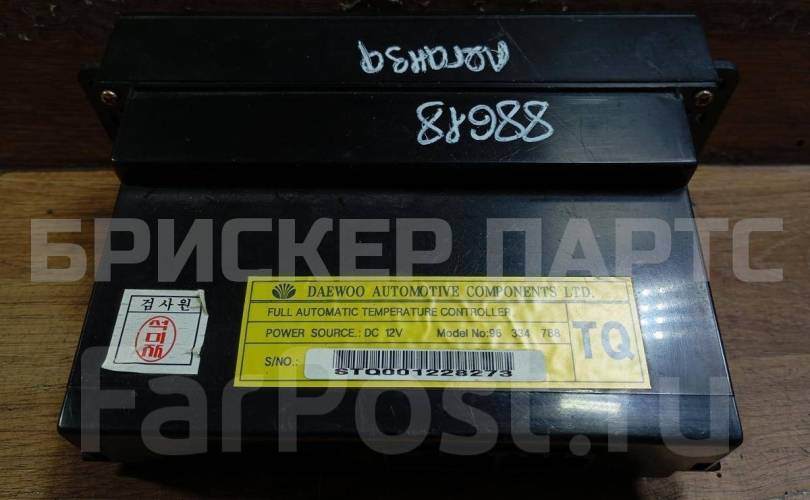 Леганза
88618
БРИСКЕР ПАРТС
DAEWOO AUTOMOTIVE COMPONENTS LTD.
FULL AUTOMATIC TEMPERATURE CONTROLLER
POWER SOURCE.: DC 12V Model No:96 334 788
TQ
S/NO.:
STQ001228273
검사원
FarPost.ru